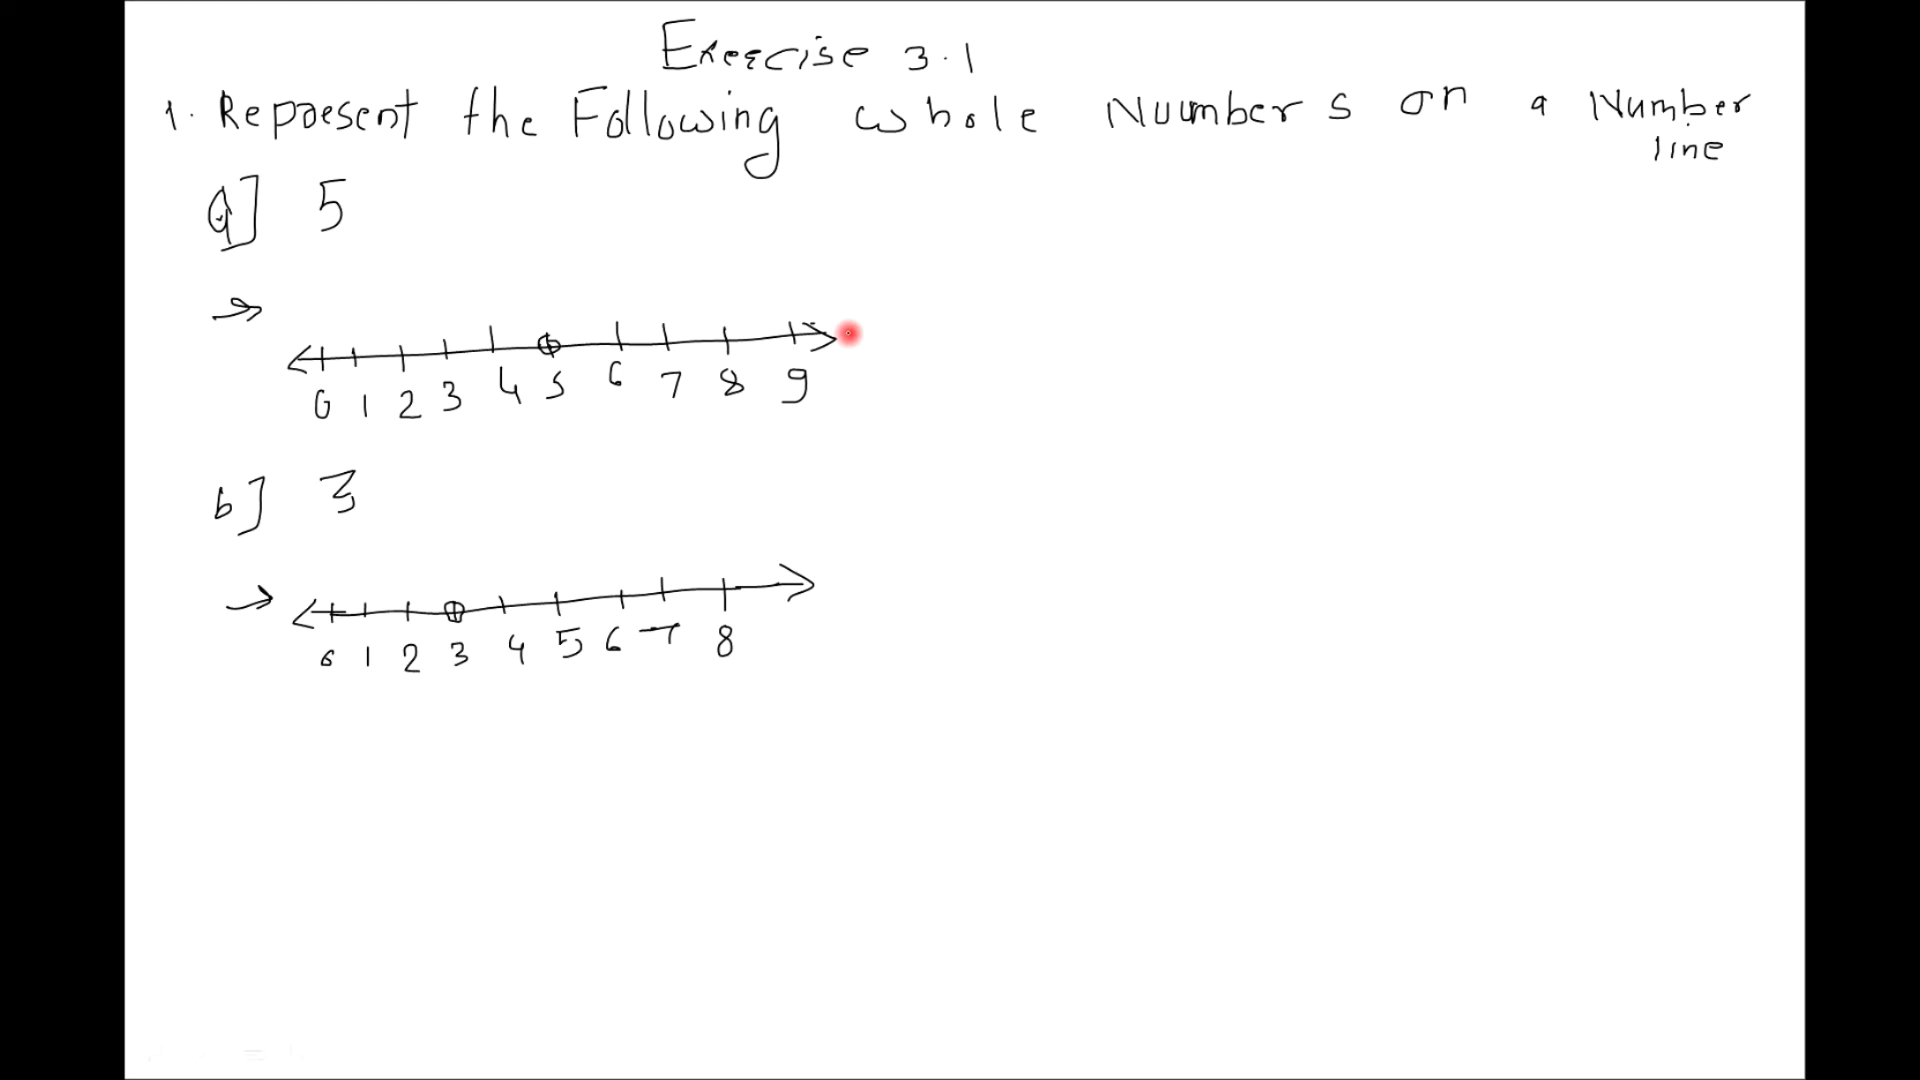 Exercise 3.1
1. Represent the Following whole Numbers on a Number
line
a] 5
→
0 1 2 3 4 5 6 7 8 9
b] 3
→
0 1 2 3 4 5 6 7 8